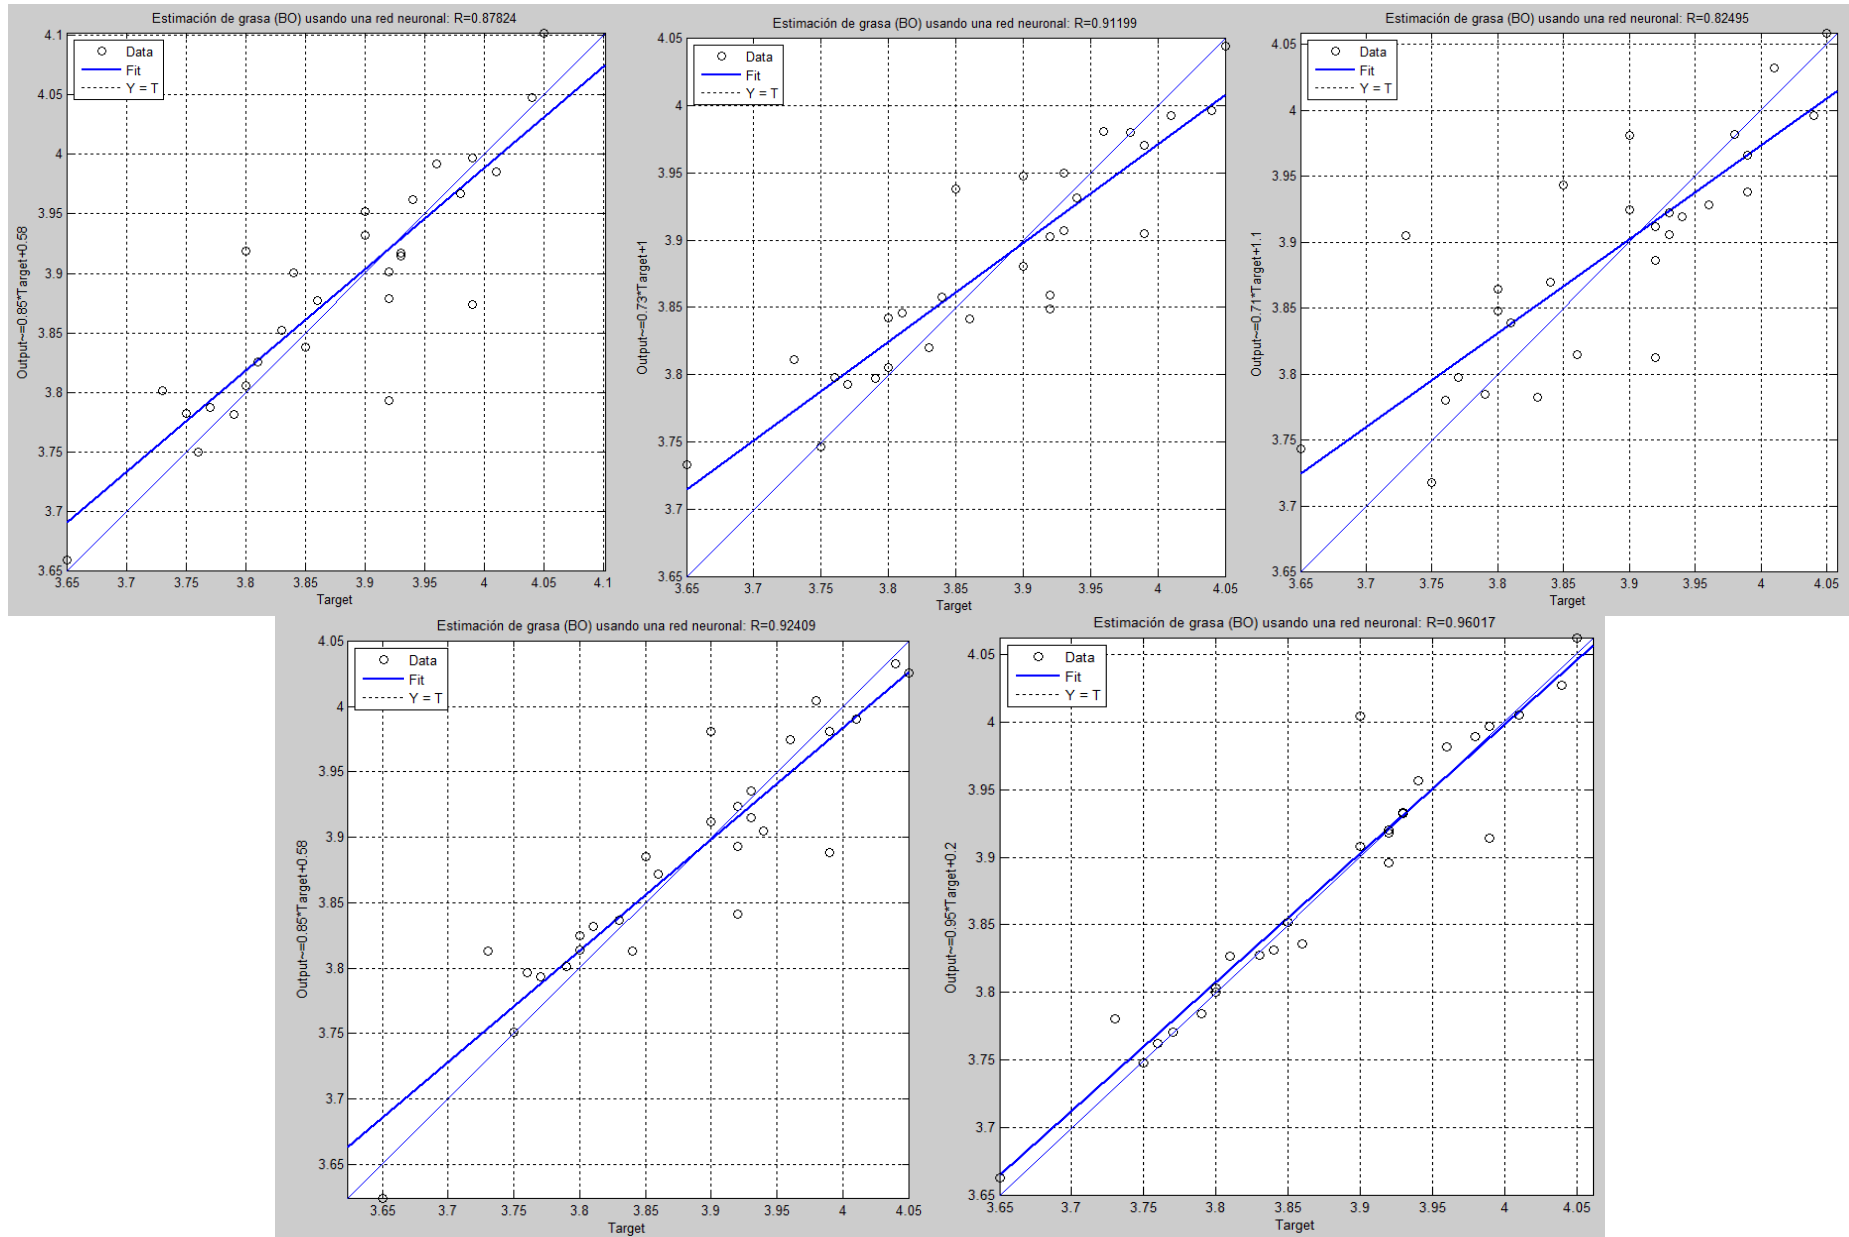 Estimación de grasa (BO) usando una red neuronal: R=0.87824
Data
Fit
Y = T
Output~=0.85*Target+0.58
4.1
4.05
4
3.95
3.9
3.85
3.8
3.75
3.7
3.65
3.65 3.7 3.75 3.8 3.85 3.9 3.95 4 4.05 4.1
Target
Estimación de grasa (BO) usando una red neuronal: R=0.91199
Data
Fit
Y = T
Output~=0.73*Target+1
4.05
4
3.95
3.9
3.85
3.8
3.75
3.7
3.65
3.65 3.7 3.75 3.8 3.85 3.9 3.95 4 4.05
Target
Estimación de grasa (BO) usando una red neuronal: R=0.82495
Data
Fit
Y = T
Output~=0.71*Target+1.1
4.05
4
3.95
3.9
3.85
3.8
3.75
3.7
3.65
3.65 3.7 3.75 3.8 3.85 3.9 3.95 4 4.05
Target
Estimación de grasa (BO) usando una red neuronal: R=0.92409
Data
Fit
Y = T
Output~=0.85*Target+0.58
4.05
4
3.95
3.9
3.85
3.8
3.75
3.7
3.65
3.65 3.7 3.75 3.8 3.85 3.9 3.95 4 4.05
Target
Estimación de grasa (BO) usando una red neuronal: R=0.96017
Data
Fit
Y = T
Output~=0.95*Target+0.2
4.05
4
3.95
3.9
3.85
3.8
3.75
3.7
3.65
3.65 3.7 3.75 3.8 3.85 3.9 3.95 4 4.05
Target